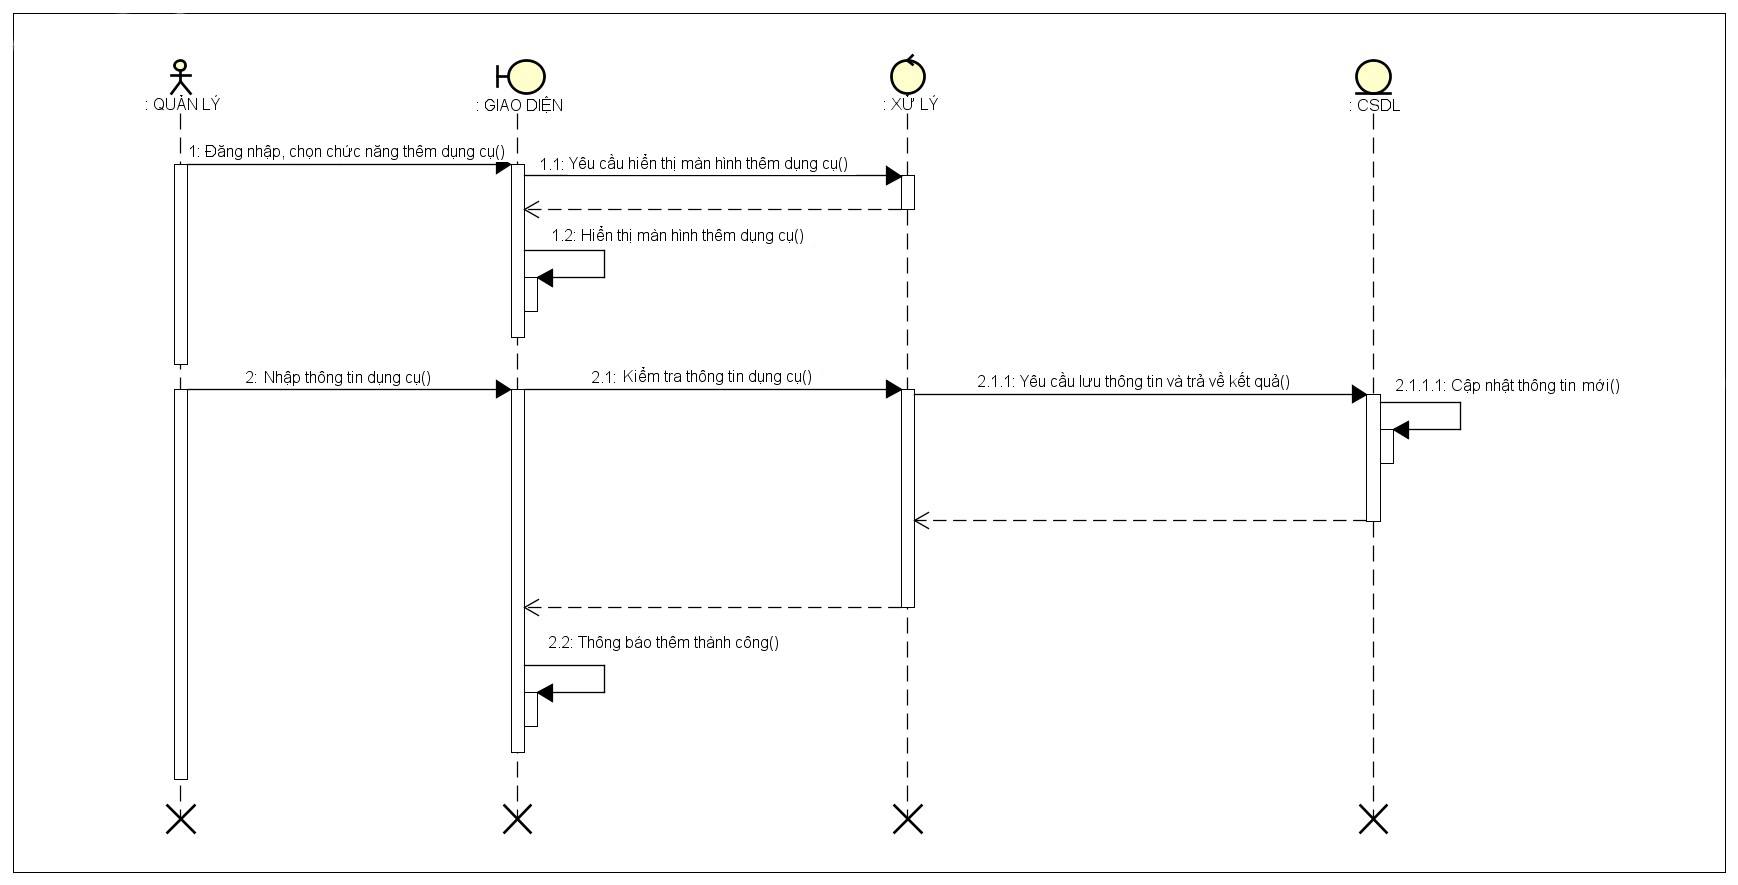 : QUẢN LÝ
: GIAO DIỆN
: XỬ LÝ
: CSDL
1: Đăng nhập, chọn chức năng thêm dụng cụ()
1.1: Yêu cầu hiển thị màn hình thêm dụng cụ()
1.2: Hiển thị màn hình thêm dụng cụ()
2: Nhập thông tin dụng cụ()
2.1: Kiểm tra thông tin dụng cụ()
2.1.1: Yêu cầu lưu thông tin và trả về kết quả()
2.1.1.1: Cập nhật thông tin mới()
2.2: Thông báo thêm thành công()